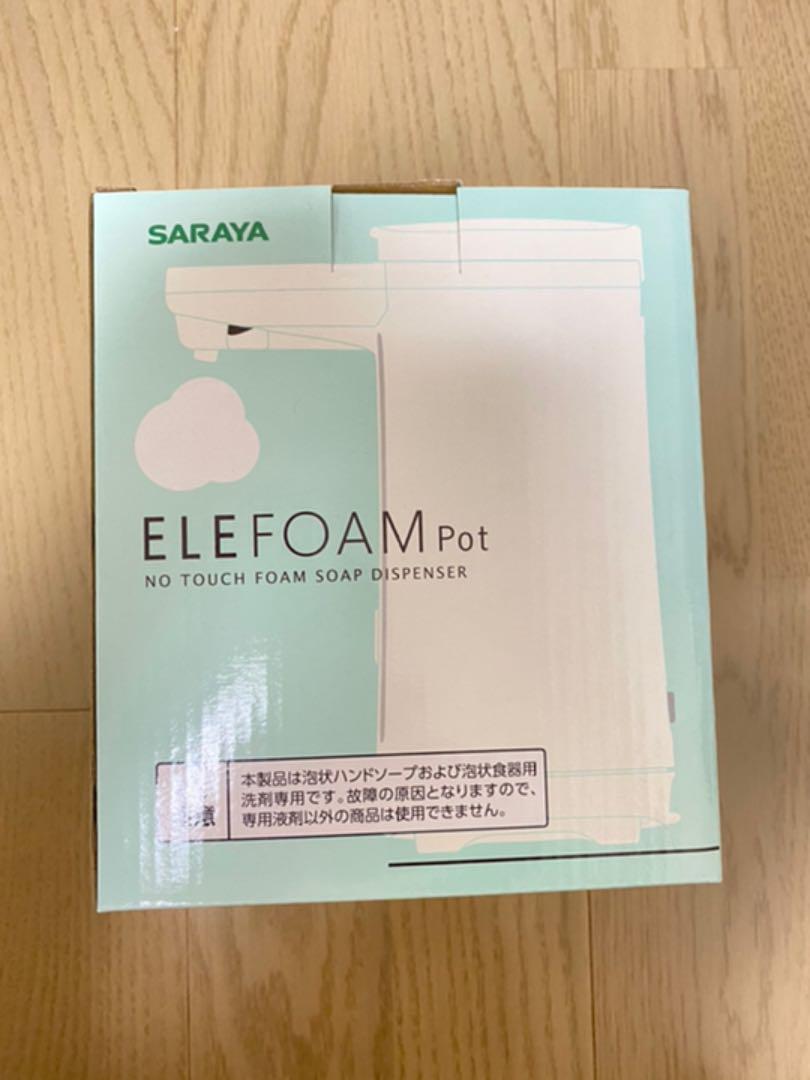 SARAYA
ELEFOAM Pot
NO TOUCH FOAM SOAP DISPENSER
本製品は泡状ハンドソープおよび泡状食器用
洗剤専用です。故障の原因となりますので、
専用液剤以外の商品は使用できません。